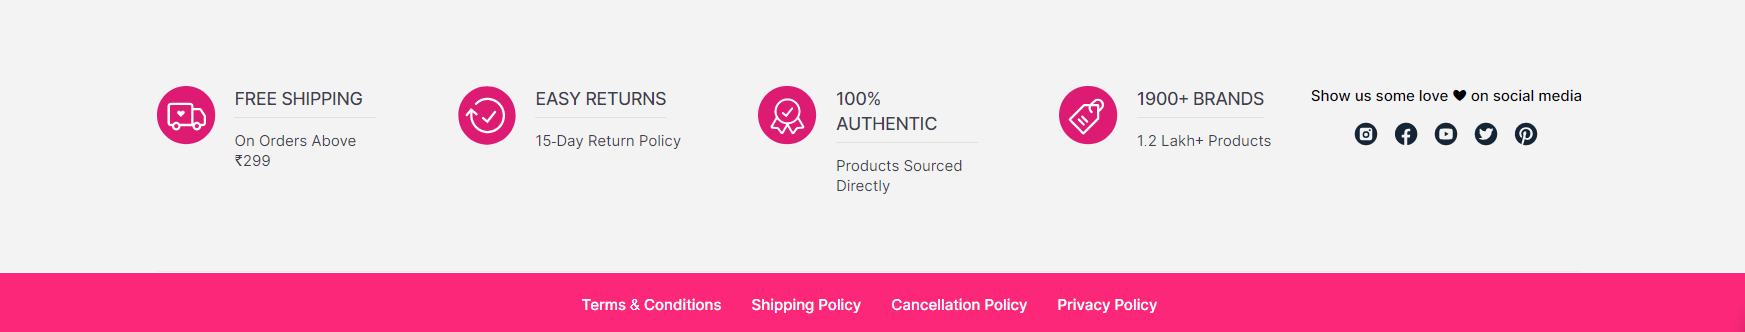 FREE SHIPPING
On Orders Above
₹299
EASY RETURNS
15-Day Return Policy
100%
AUTHENTIC
Products Sourced
Directly
1900+ BRANDS
1.2 Lakh+ Products
Show us some love ♥ on social media
Terms & Conditions Shipping Policy Cancellation Policy Privacy Policy